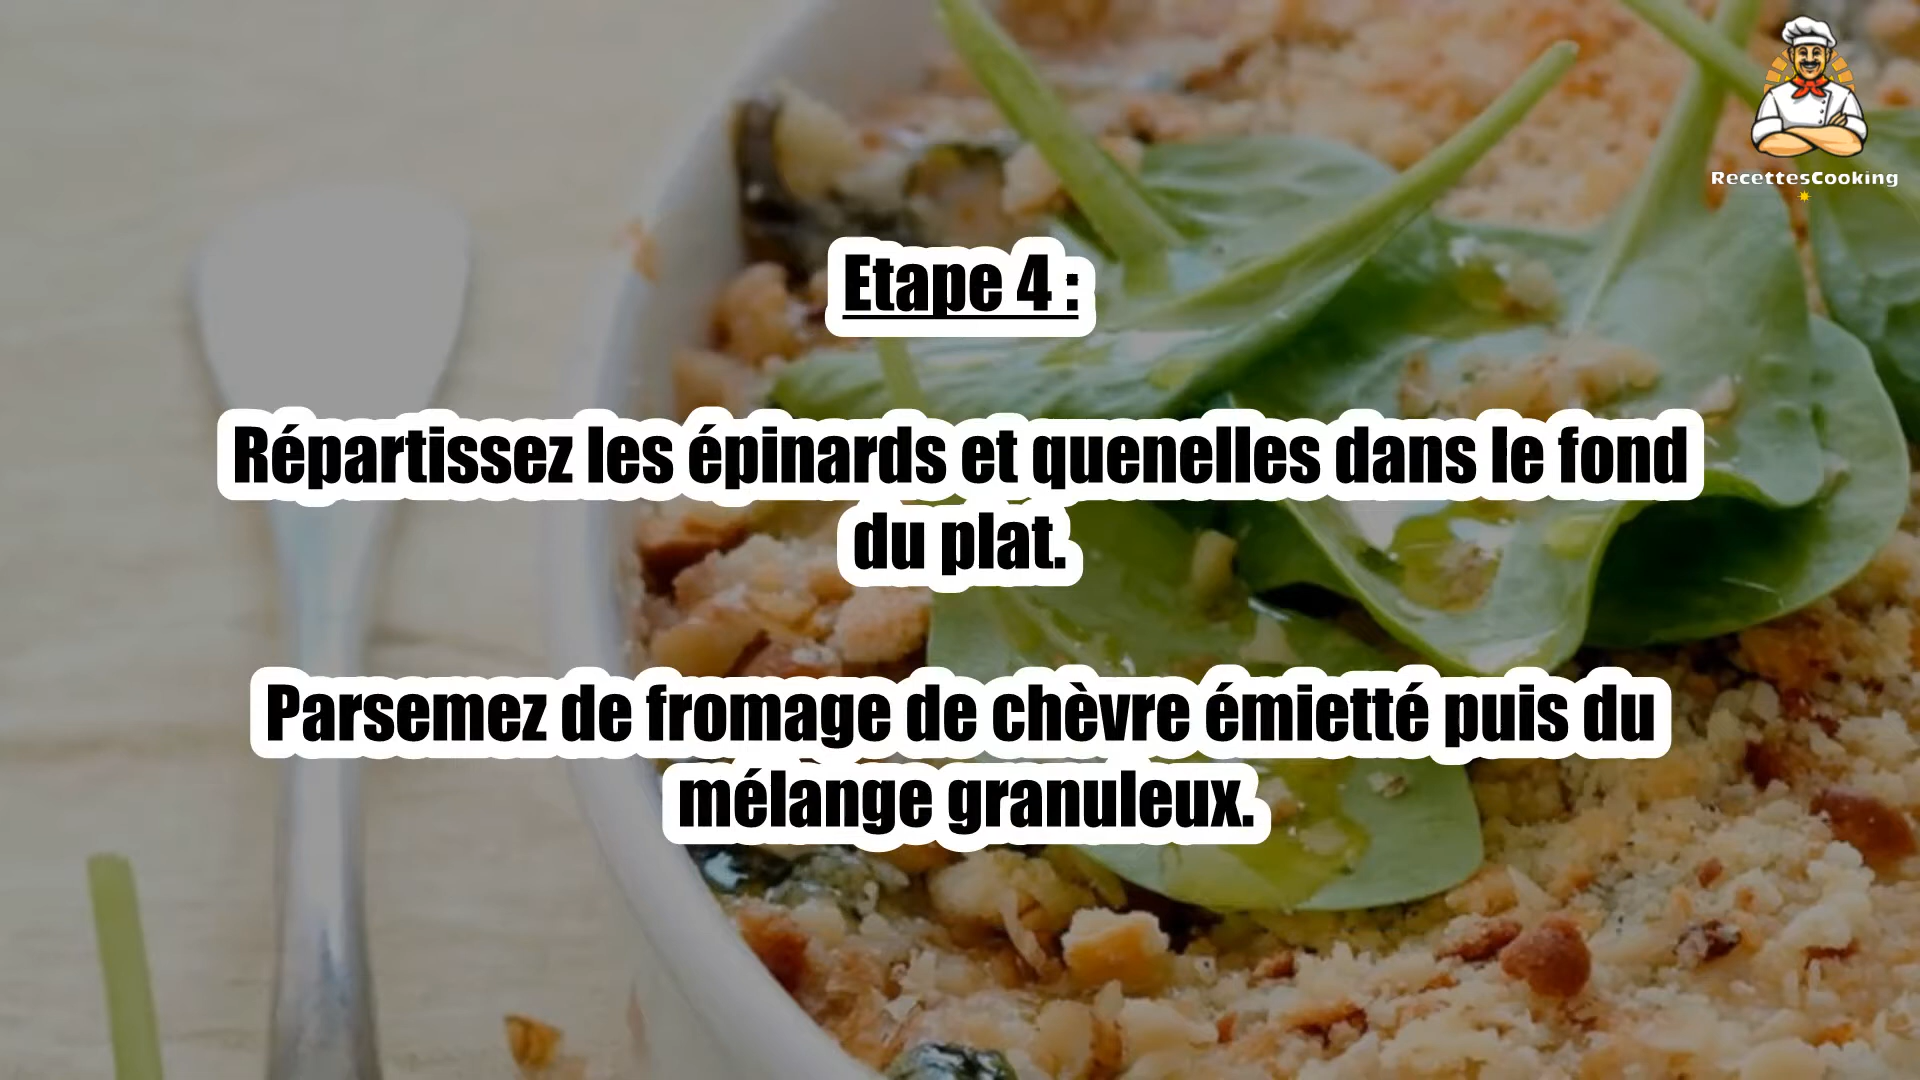 RecettesCooking
Etape 4 :
Répartissez les épinards et quenelles dans le fond
du plat.
Parsemez de fromage de chèvre émietté puis du
mélange granuleux.